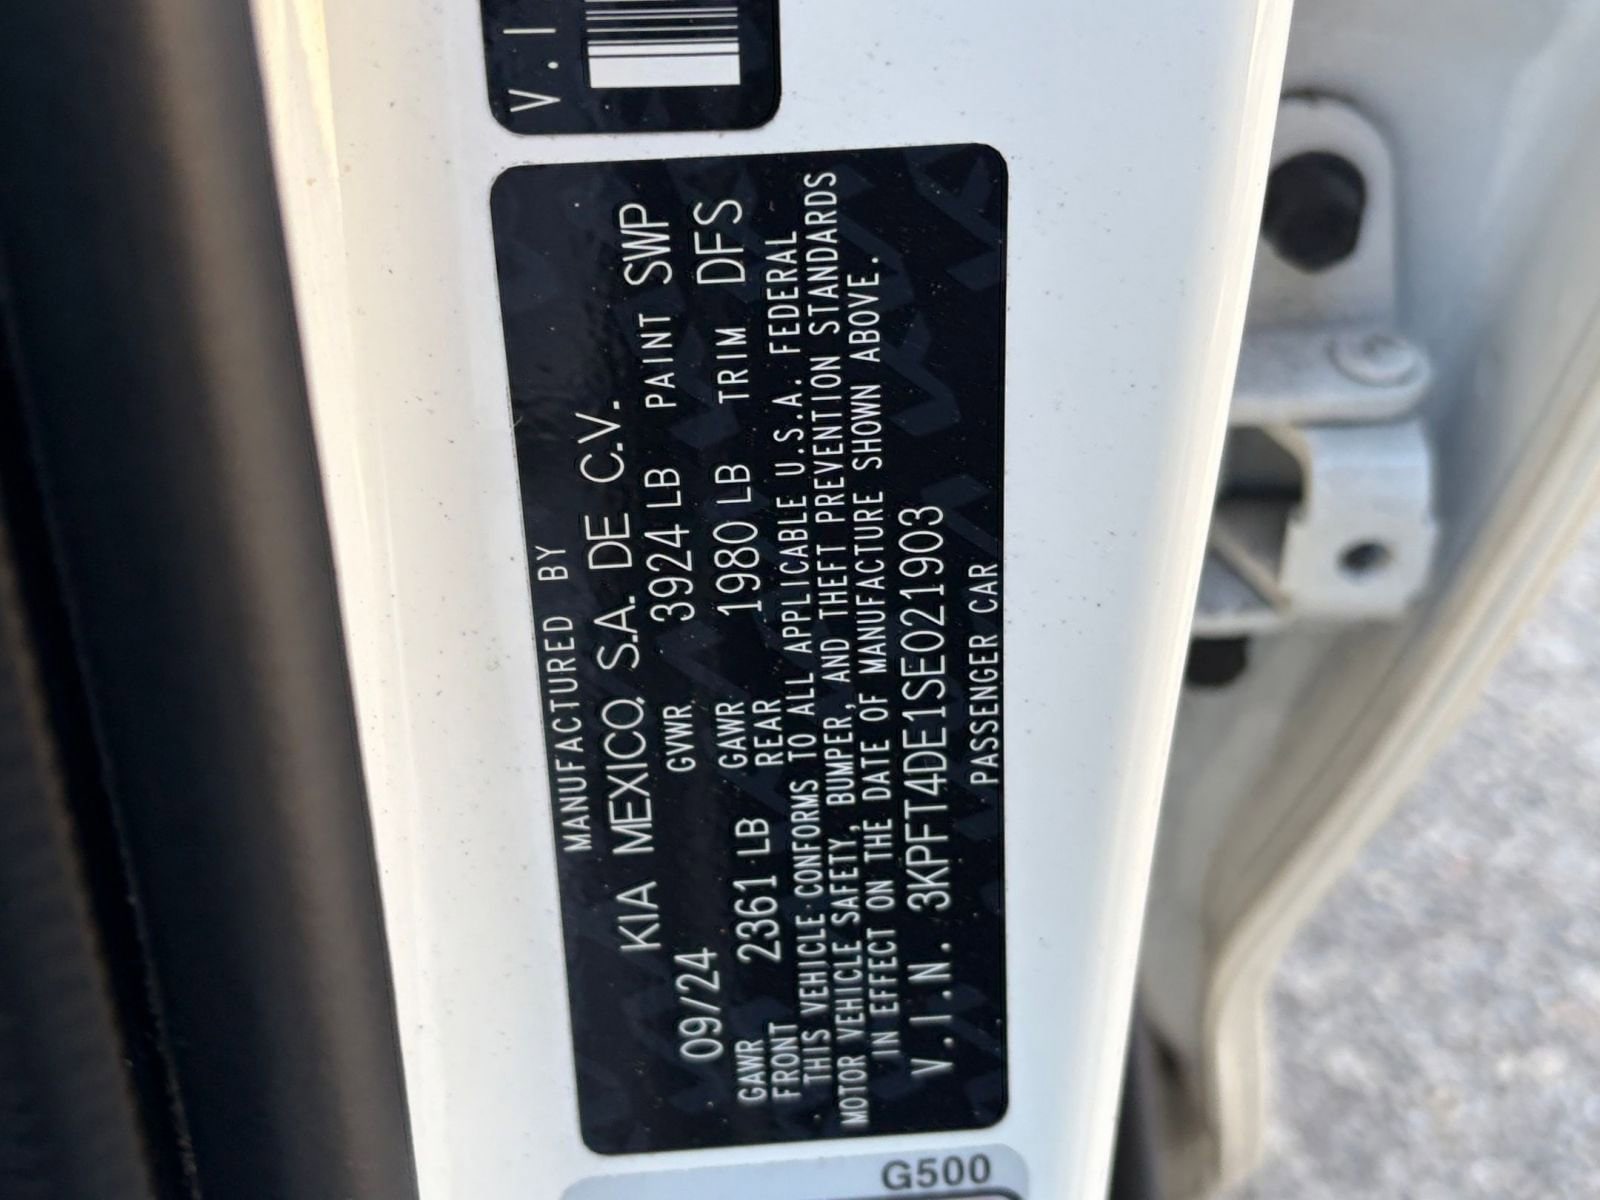 V.I
MANUFACTURED BY
KIA MEXICO, S.A. DE C.V.
09/24 GVWR 3924 LB PAINT SWP
GAWR FRONT 2361 LB GAWR REAR 1980 LB TRIM DFS
THIS VEHICLE CONFORMS TO ALL APPLICABLE U.S.A. FEDERAL
MOTOR VEHICLE SAFETY, BUMPER, AND THEFT PREVENTION STANDARDS
IN EFFECT ON THE DATE OF MANUFACTURE SHOWN ABOVE.
V.I.N. 3KPFT4DE1SE021903
PASSENGER CAR
G500